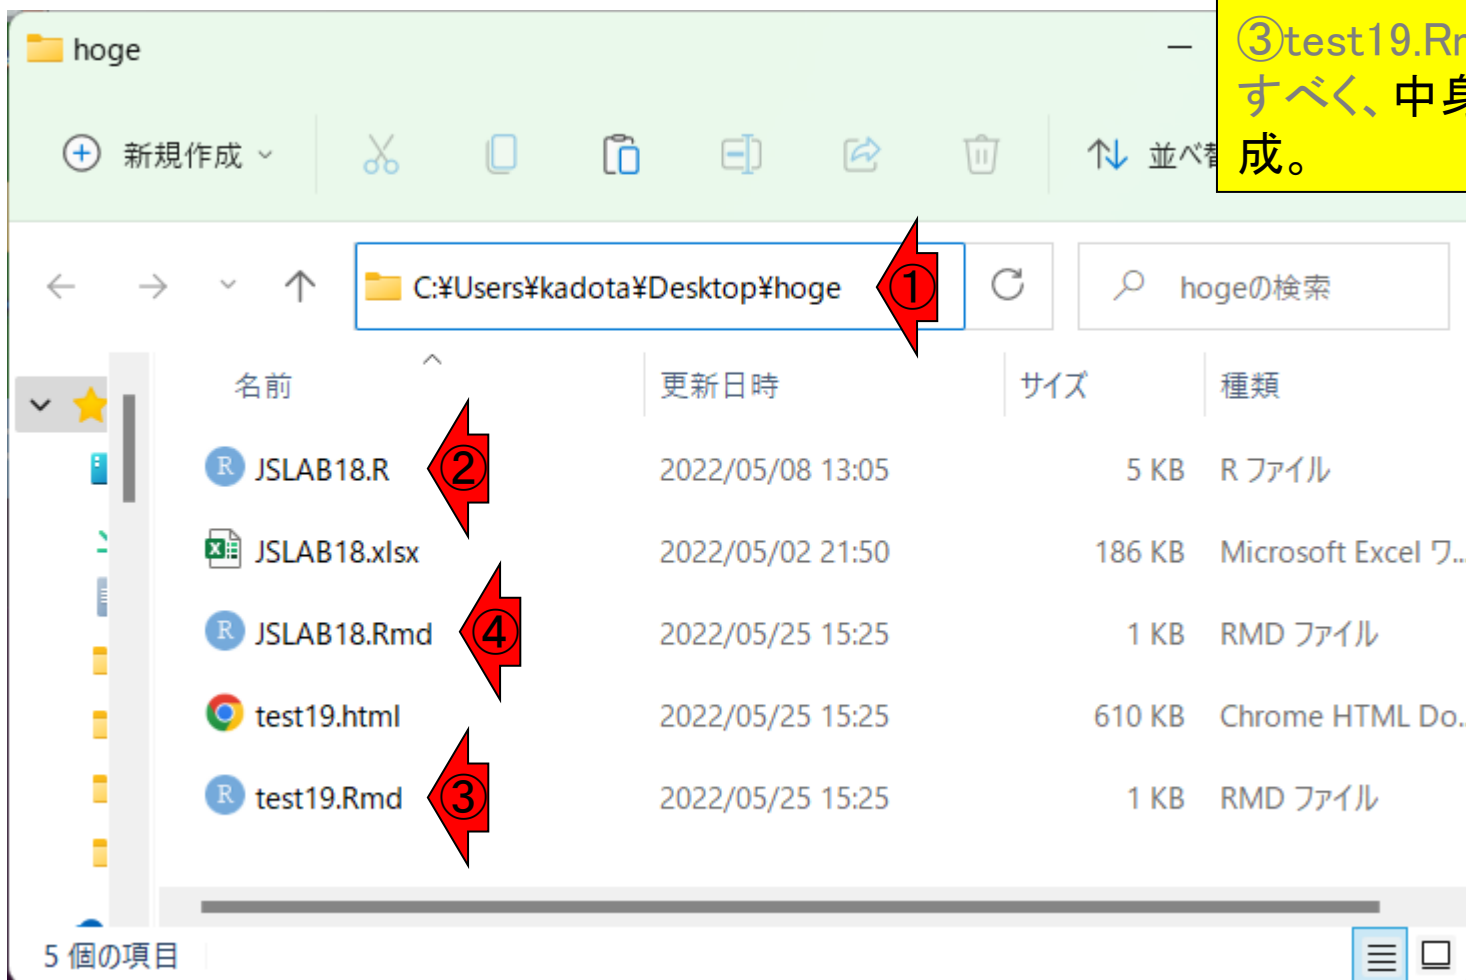 hoge
③test19.R
すべく、中身
成。
新規作成
並べ替
C:¥Users¥kadota¥Desktop¥hoge
①
hogeの検索
名前 更新日時 サイズ 種類
JSLAB18.R ② 2022/05/08 13:05 5 KB R ファイル
JSLAB18.xlsx 2022/05/02 21:50 186 KB Microsoft Excel ワ...
JSLAB18.Rmd ④ 2022/05/25 15:25 1 KB RMD ファイル
test19.html 2022/05/25 15:25 610 KB Chrome HTML Do..
test19.Rmd ③ 2022/05/25 15:25 1 KB RMD ファイル
5 個の項目